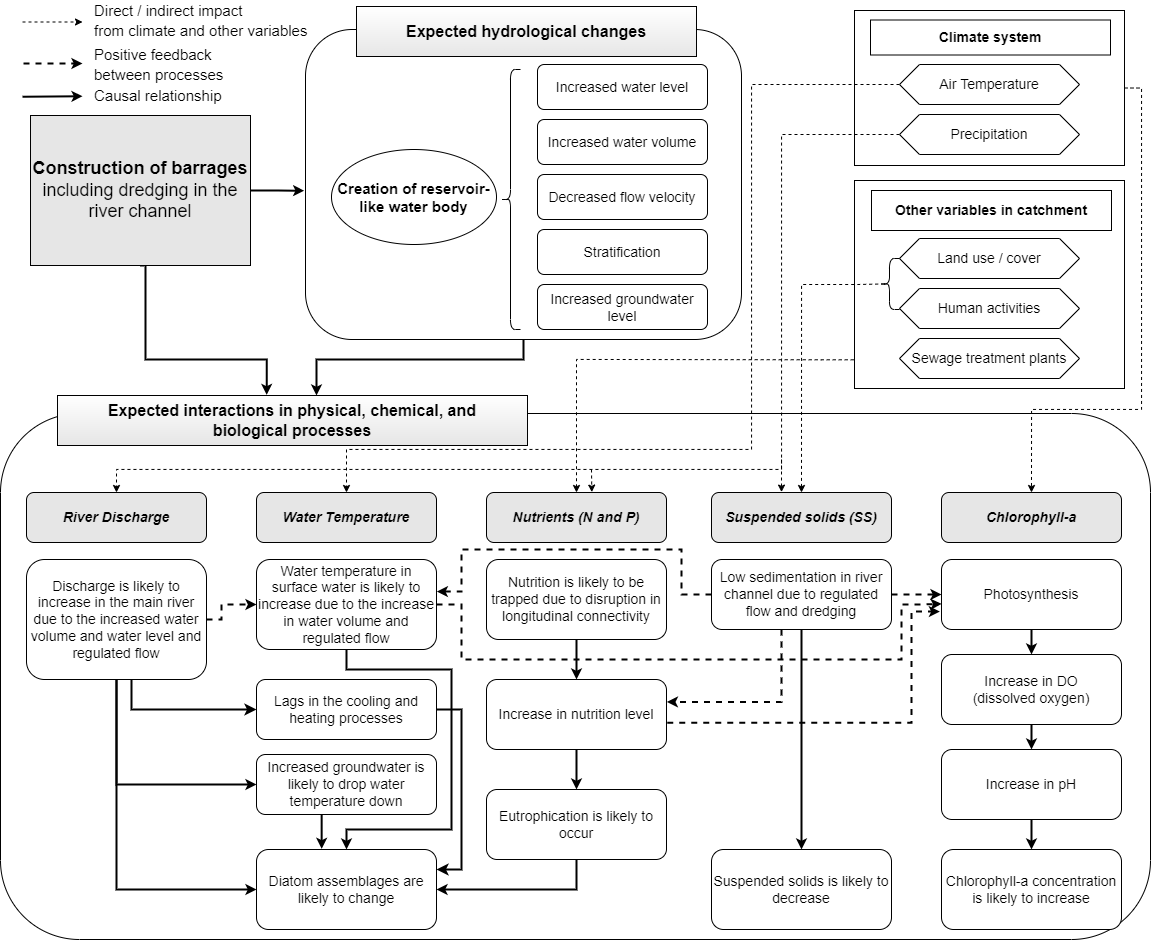 Direct / indirect impact
from climate and other variables
Positive feedback
between processes
Causal relationship
Expected hydrological changes
Construction of barrages
including dredging in the
river channel
Creation of reservoir-
like water body
Increased water level
Increased water volume
Decreased flow velocity
Stratification
Increased groundwater
level
Climate system
Air Temperature
Precipitation
Other variables in catchment
Land use / cover
Human activities
Sewage treatment plants
Expected interactions in physical, chemical, and
biological processes
River Discharge
Discharge is likely to
increase in the main river
due to the increased water
volume and water level and
regulated flow
Water Temperature
Water temperature in
surface water is likely to
increase due to the increase
in water volume and
regulated flow
Lags in the cooling and
heating processes
Increased groundwater is
likely to drop water
temperature down
Diatom assemblages are
likely to change
Nutrients (N and P)
Nutrition is likely to be
trapped due to disruption in
longitudinal connectivity
Increase in nutrition level
Eutrophication is likely to
occur
Suspended solids (SS)
Low sedimentation in river
channel due to regulated
flow and dredging
Suspended solids is likely to
decrease
Chlorophyll-a
Photosynthesis
Increase in DO
(dissolved oxygen)
Increase in pH
Chlorophyll-a concentration
is likely to increase